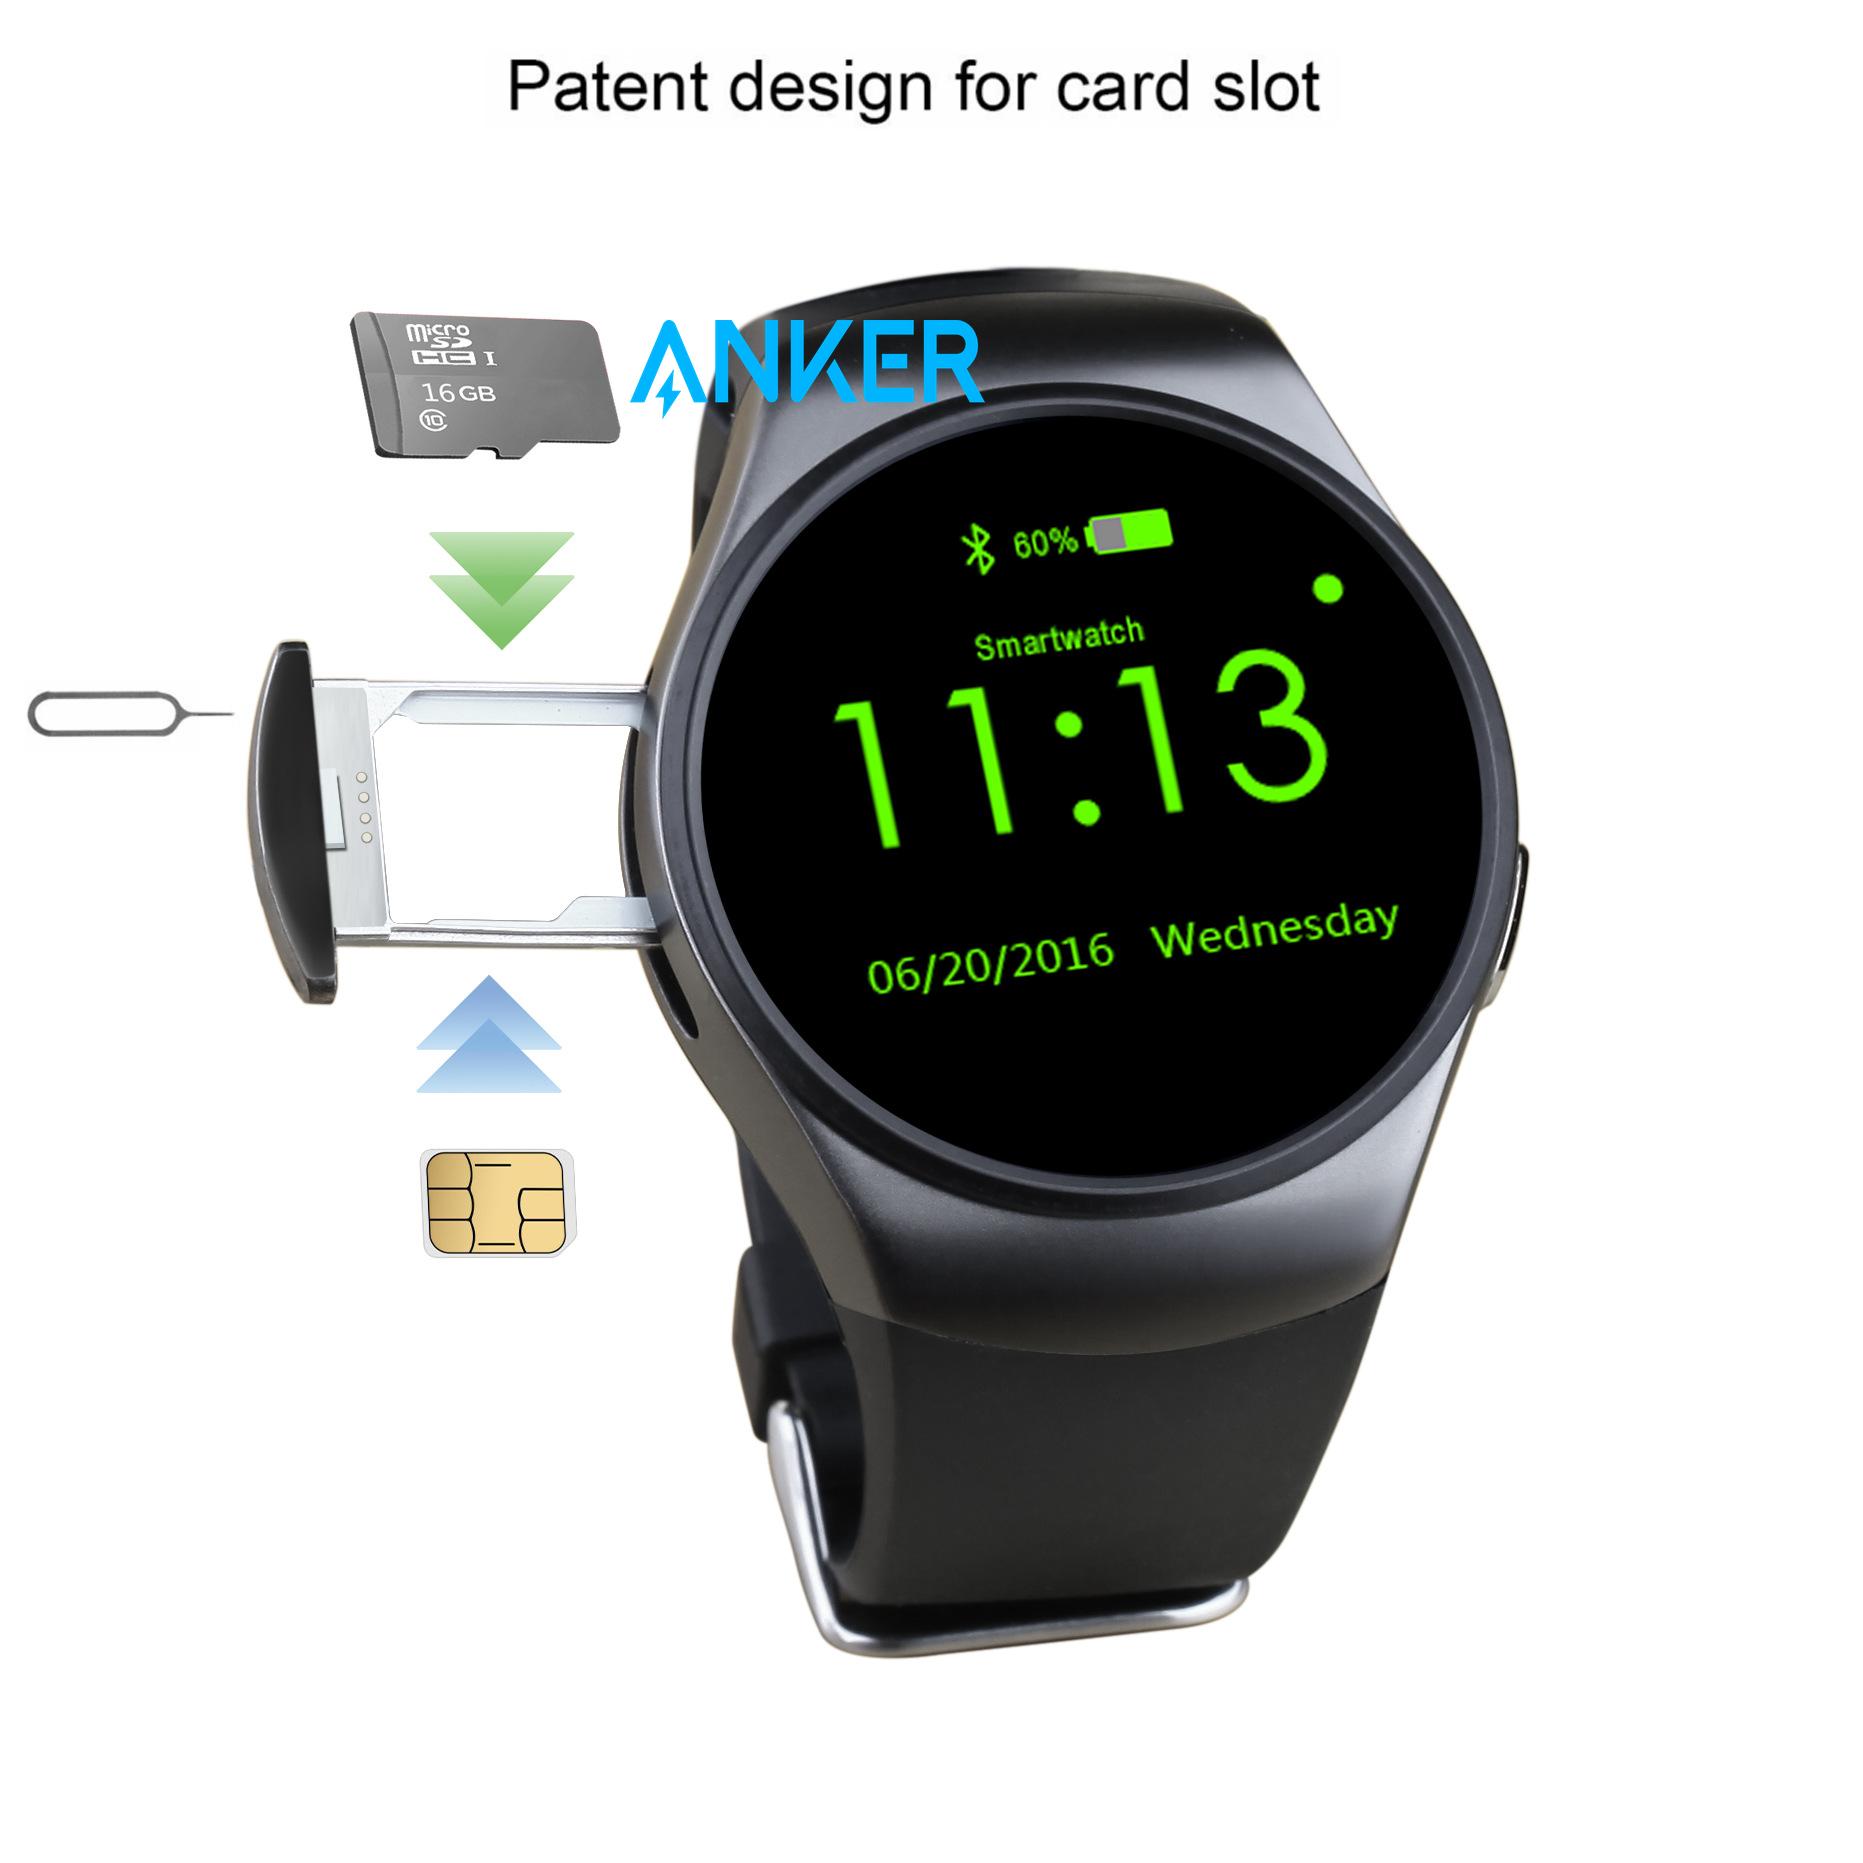 Patent design for card slot
Micro
SD
HC I
16GB
10
ANKER
60%
Smartwatch
11:13
06/20/2016 Wednesday